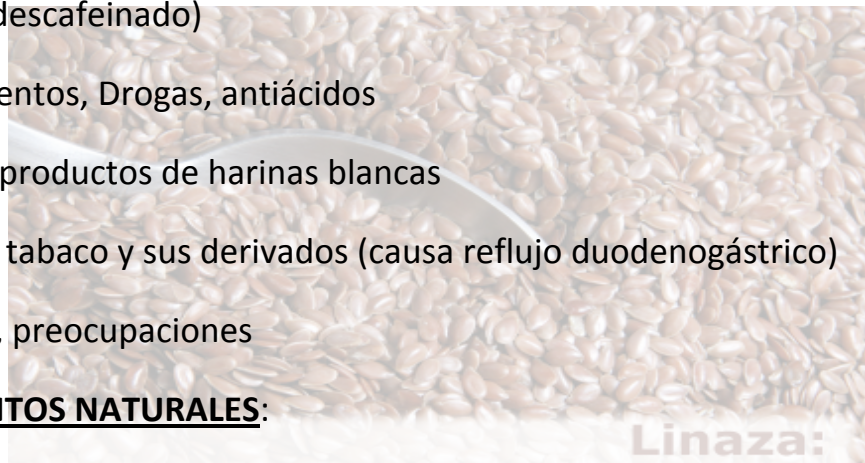 descafeinado)
entos, Drogas, antiácidos
productos de harinas blancas
tabaco y sus derivados (causa reflujo duodenogástrico)
, preocupaciones
ITOS NATURALES:
Linaza: